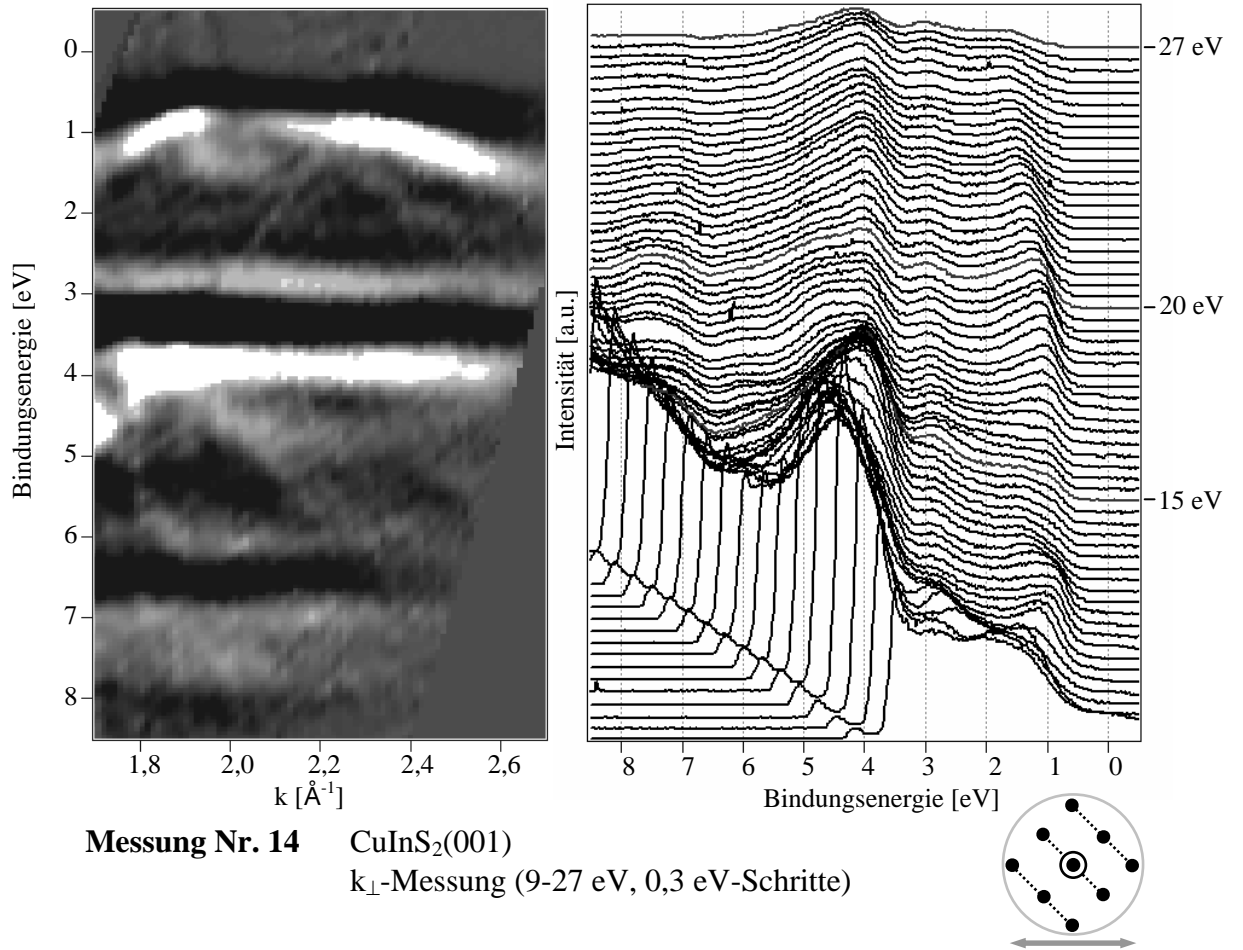 0
1
2
3
4
5
6
7
8
Bindungsenergie [eV]
1,8 2,0 2,2 2,4 2,6
k [Å-1]
Intensität [a.u.]
27 eV
20 eV
15 eV
8 7 6 5 4 3 2 1 0
Bindungsenergie [eV]
Messung Nr. 14 CuInS2(001)
k⊥-Messung (9-27 eV, 0,3 eV-Schritte)